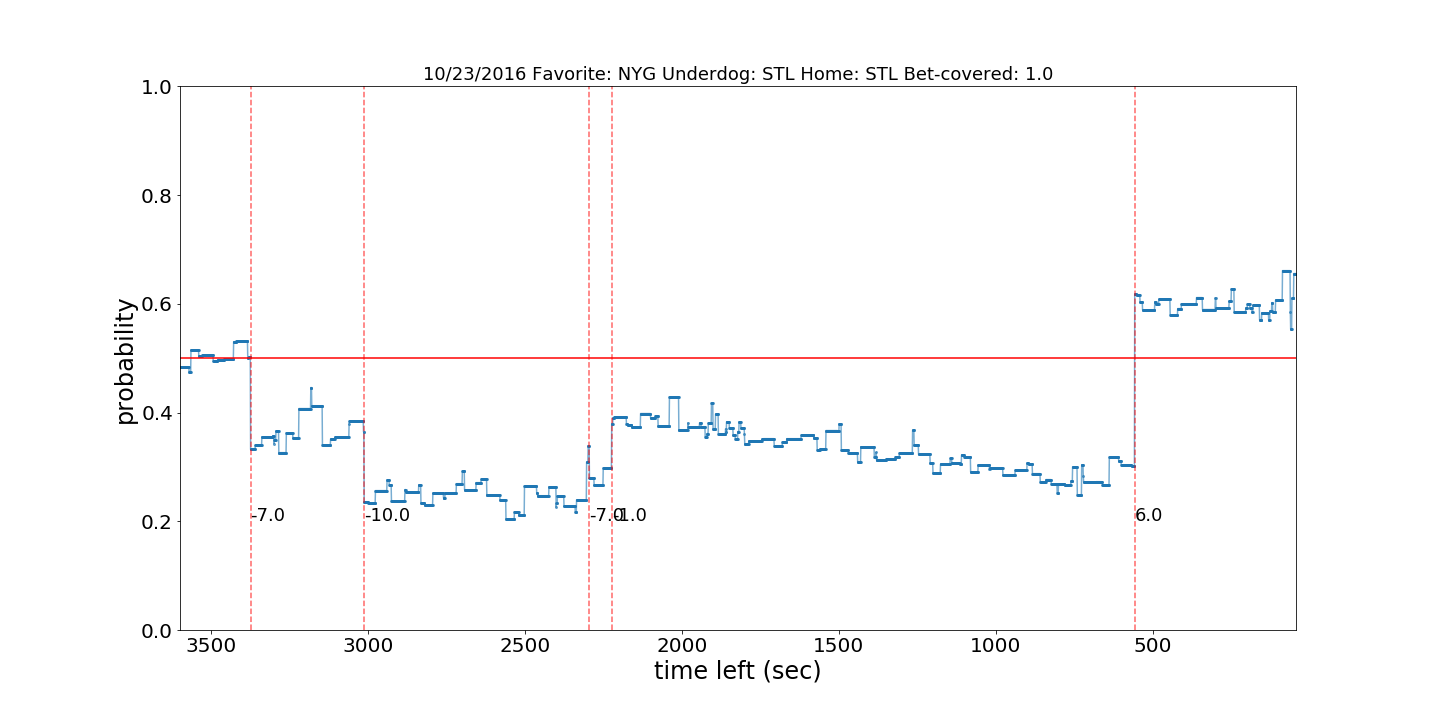 10/23/2016 Favorite: NYG Underdog: STL Home: STL Bet-covered: 1.0
1.0
0.8
0.6
0.4
0.2
0.0
probability
-7.0
-10.0
-7.0
-1.0
6.0
3500 3000 2500 2000 1500 1000 500
time left (sec)